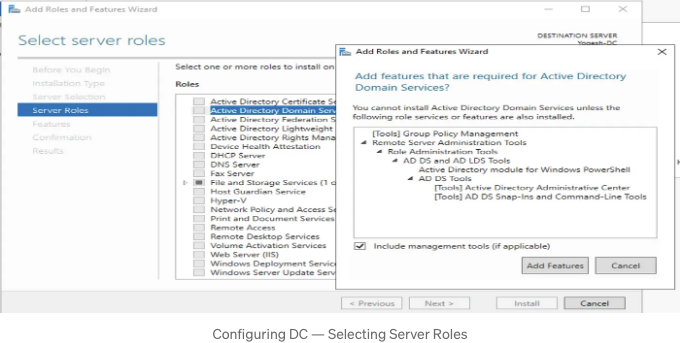 Add Roles and Features Wizard
Select server roles
DESTINATION SERVER
Yogesh-DC
Before You Begin
Installation Type
Server Selection
Server Roles
Features
Confirmation
Results
Select one or more roles to install on
Roles
Active Directory Certificate Se
Active Directory Domain Serv
Active Directory Federation S
Active Directory Lightweight
Active Directory Rights Mana
Device Health Attestation
DHCP Server
DNS Server
Fax Server
File and Storage Services (1 o
Host Guardian Service
Hyper-V
Network Policy and Access Se
Print and Document Services
Remote Access
Remote Desktop Services
Volume Activation Services
Web Server (IIS)
Windows Deployment Service
Windows Server Update Serv
Add Roles and Features Wizard
Add features that are required for Active Directory
Domain Services?
You cannot install Active Directory Domain Services unless the
following role services or features are also installed.
[Tools] Group Policy Management
Remote Server Administration Tools
Role Administration Tools
AD DS and AD LDS Tools
Active Directory module for Windows PowerShell
AD DS Tools
[Tools] Active Directory Administrative Center
[Tools] AD DS Snap-Ins and Command-Line Tools
Include management tools (if applicable)
Add Features
Cancel
< Previous
Next >
Install
Cancel
Configuring DC — Selecting Server Roles